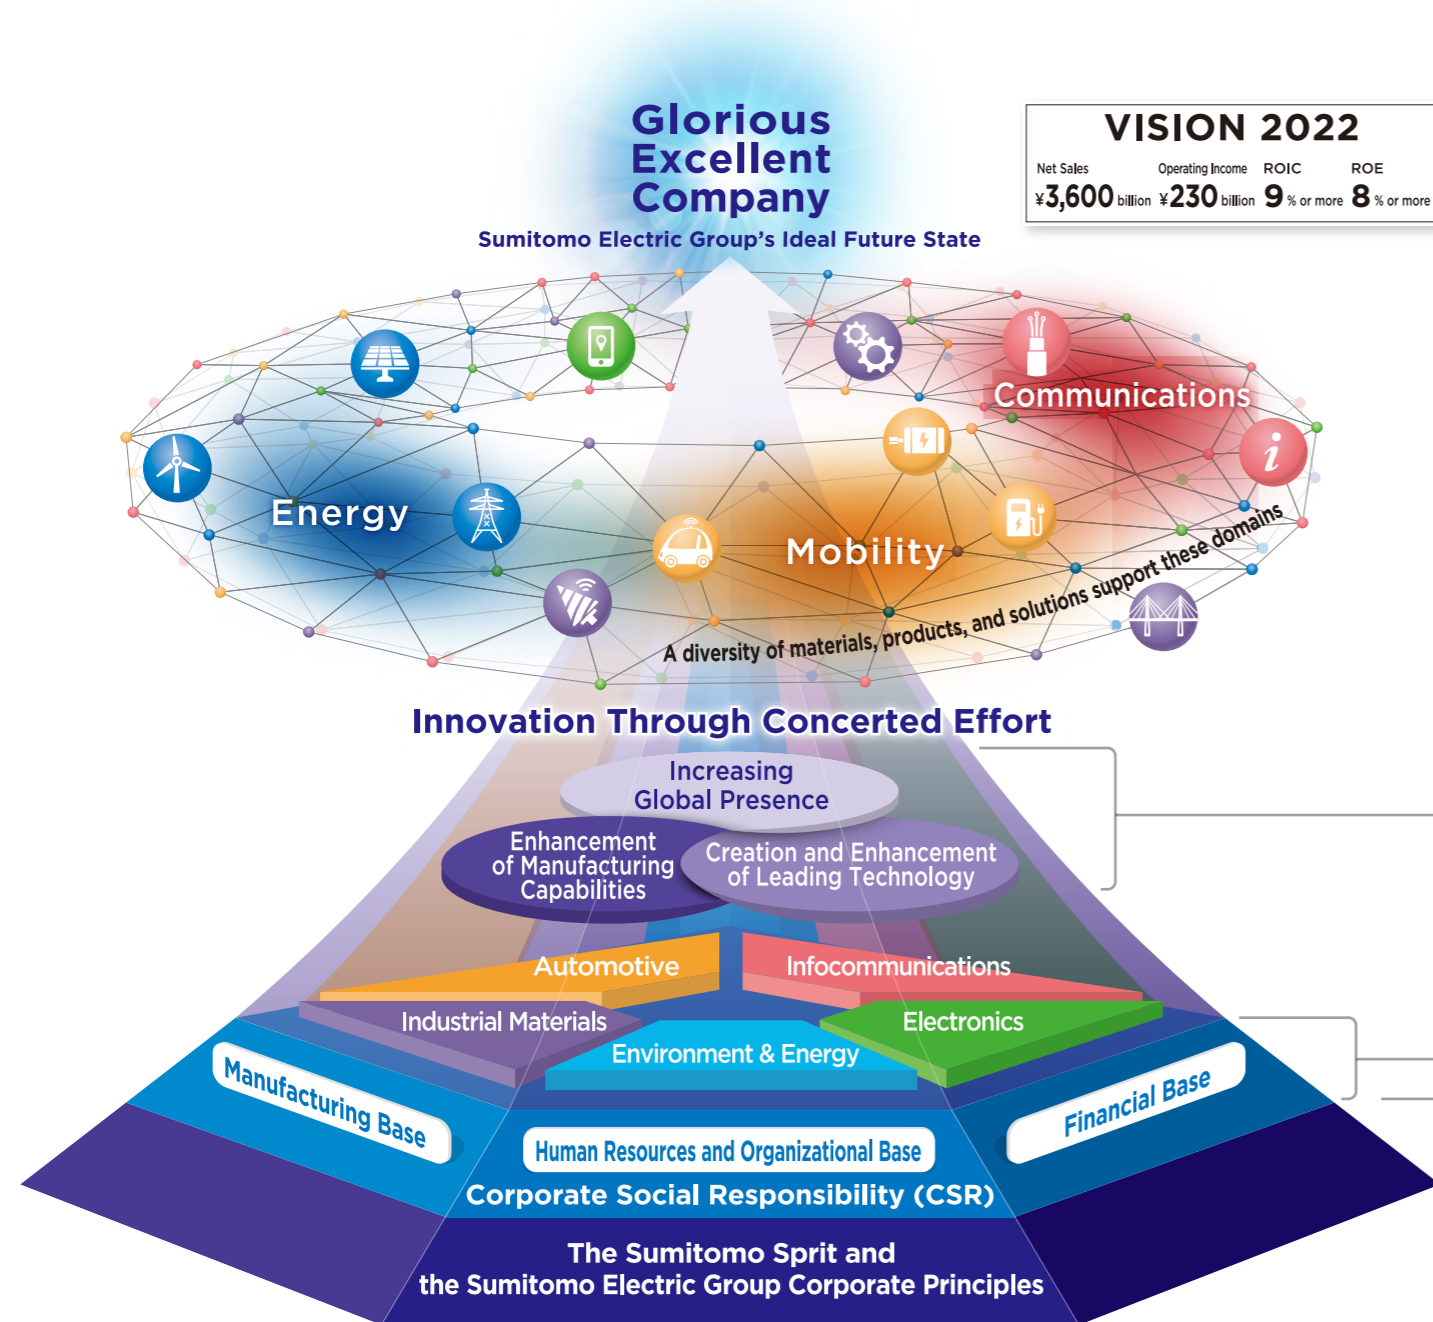 Glorious
Excellent
Company
Sumitomo Electric Group’s Ideal Future State
VISION 2022
Net Sales
¥3,600 billion
Operating Income
¥230 billion
ROIC
9 % or more
ROE
8 % or more
Communications
i
Energy
Mobility
A diversity of materials, products, and solutions support these domains
Innovation Through Concerted Effort
Increasing
Global Presence
Enhancement
of Manufacturing
Capabilities
Creation and Enhancement
of Leading Technology
Automotive
Infocommunications
Industrial Materials
Electronics
Environment & Energy
Manufacturing Base
Financial Base
Human Resources and Organizational Base
Corporate Social Responsibility (CSR)
The Sumitomo Sprit and
the Sumitomo Electric Group Corporate Principles